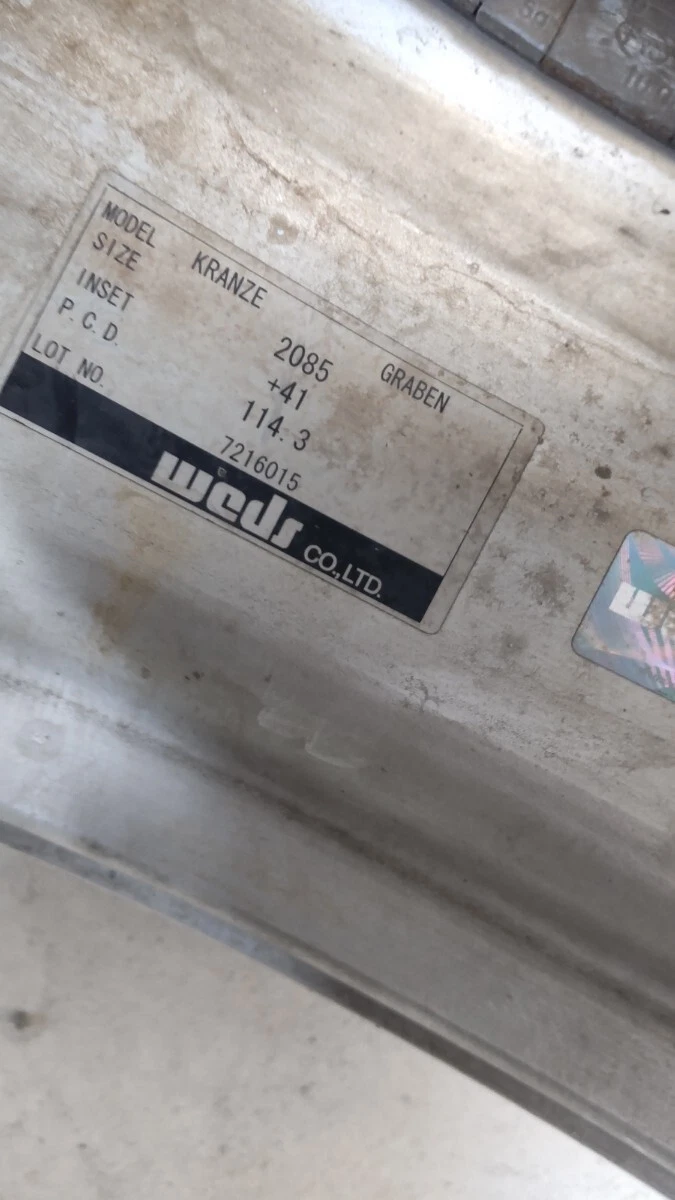 MODEL KRANZE GRABEN
SIZE 2085
INSET +41
P.C.D. 114.3
LOT NO. 7216015
weds CO.,LTD.